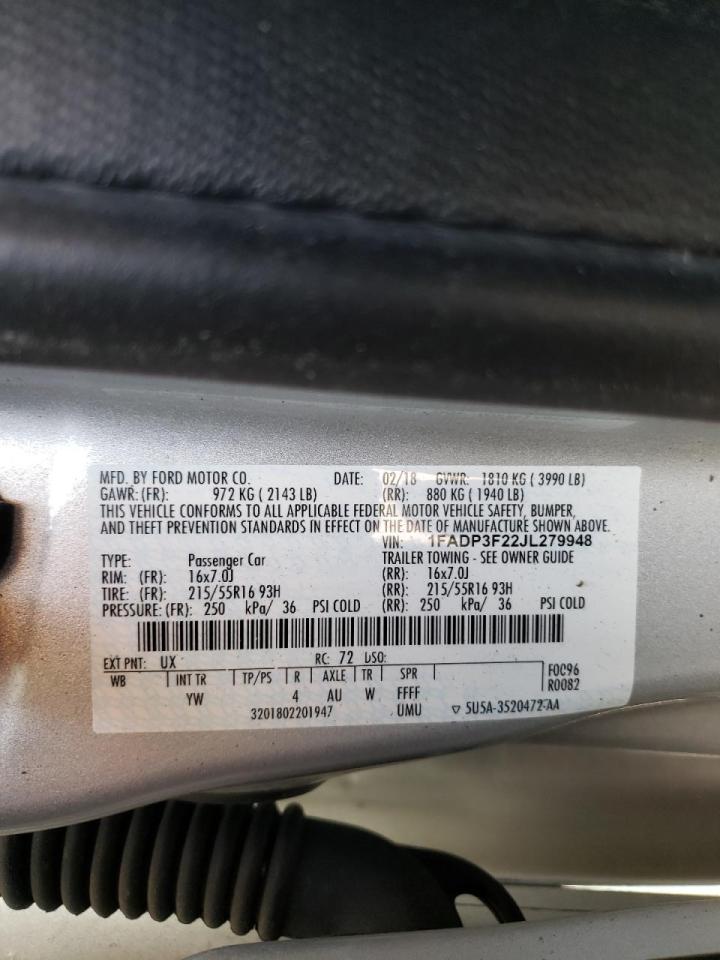 MFD. BY FORD MOTOR CO. DATE: 02/18 GVWR: 1810 KG ( 3990 LB)
GAWR:(FR): 972 KG ( 2143 LB) (RR): 880 KG ( 1940 LB)
THIS VEHICLE CONFORMS TO ALL APPLICABLE FEDERAL MOTOR VEHICLE SAFETY, BUMPER,
AND THEFT PREVENTION STANDARDS IN EFFECT ON THE DATE OF MANUFACTURE SHOWN ABOVE.
VIN: 1FADP3F22JL279948
TYPE: Passenger Car TRAILER TOWING - SEE OWNER GUIDE
RIM: (FR): 16x7.0J (RR): 16x7.0J
TIRE: (FR): 215/55R16 93H (RR): 215/55R16 93H
PRESSURE: (FR): 250 kPa/ 36 PSI COLD (RR): 250 kPa/ 36 PSI COLD
EXT PNT: UX RC: 72 DSO: F0C96
WB INT TR TP/PS R AXLE TR SPR R0082
YW 4 AU W FFFF
3201802201947 UMU ▽ 5U5A-3520472-AA